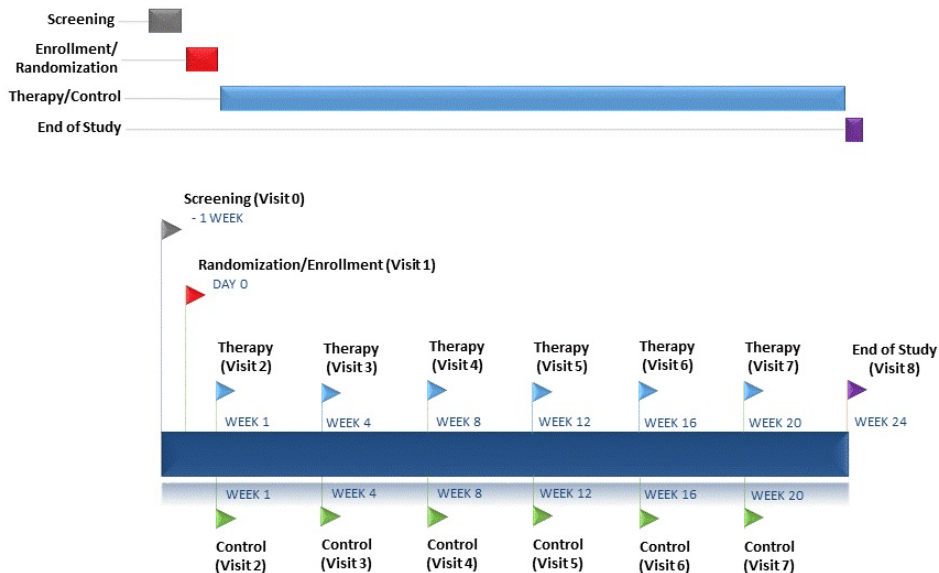 Screening
Enrollment/
Randomization
Therapy/Control
End of Study
Screening (Visit 0)
- 1 WEEK
Randomization/Enrollment (Visit 1)
DAY 0
Therapy
(Visit 2)
Therapy
(Visit 3)
Therapy
(Visit 4)
Therapy
(Visit 5)
Therapy
(Visit 6)
Therapy
(Visit 7)
End of Study
(Visit 8)
WEEK 1
WEEK 4
WEEK 8
WEEK 12
WEEK 16
WEEK 20
WEEK 24
WEEK 1
WEEK 4
WEEK 8
WEEK 12
WEEK 16
WEEK 20
Control
(Visit 2)
Control
(Visit 3)
Control
(Visit 4)
Control
(Visit 5)
Control
(Visit 6)
Control
(Visit 7)